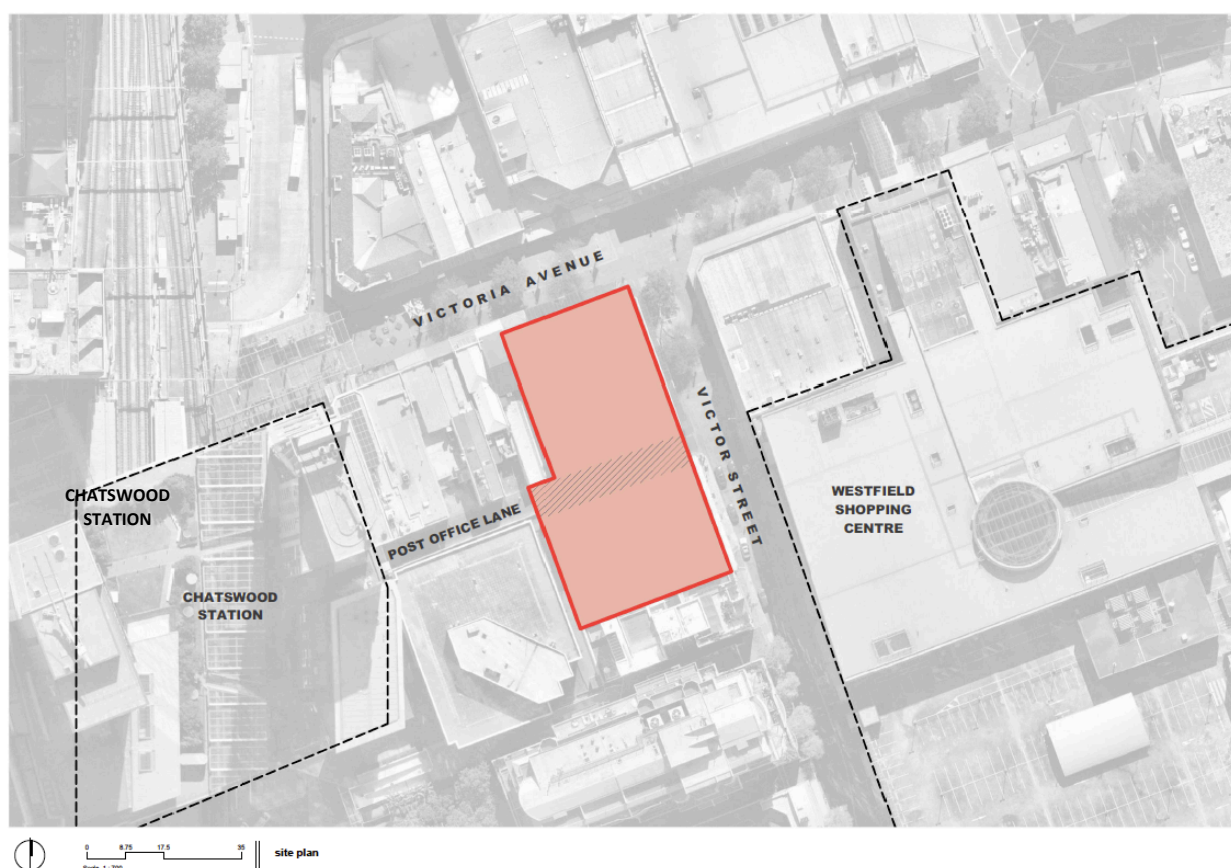 VICTORIA AVENUE
VICTOR STREET
CHATSWOOD
STATION
WESTFIELD
SHOPPING
CENTRE
POST OFFICE LANE
CHATSWOOD
STATION
0 8.75 17.5 35
site plan